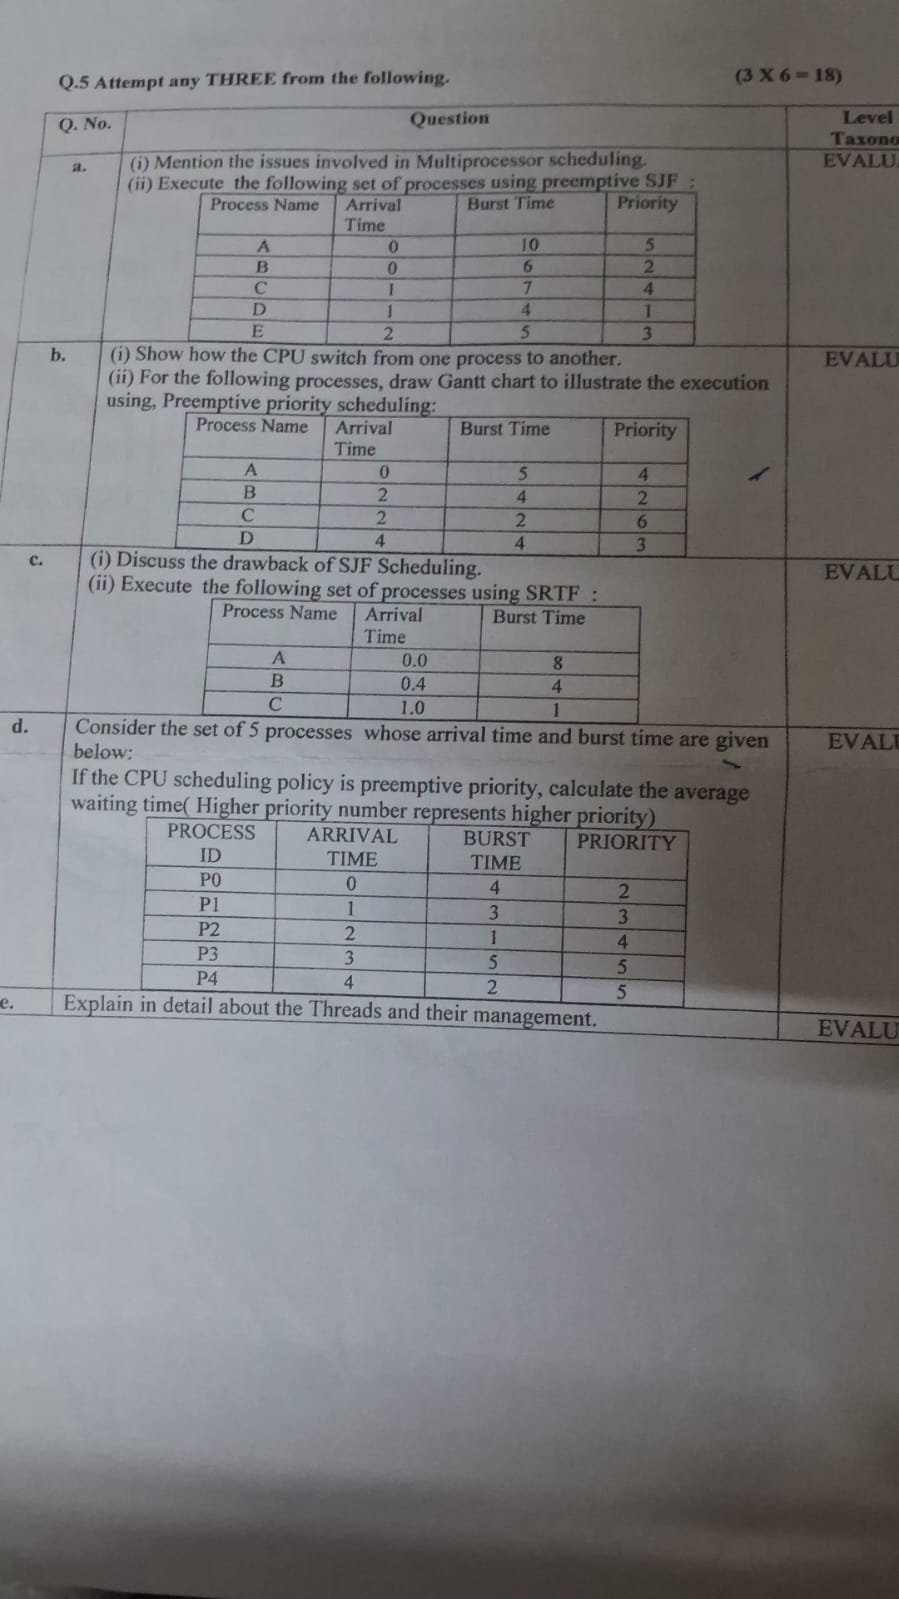 Q.5 Attempt any THREE from the following. (3 X 6 = 18)
Q. No. Question Level
Taxono
a. (i) Mention the issues involved in Multiprocessor scheduling. EVALU
(ii) Execute the following set of processes using preemptive SJF :
Process Name Arrival Burst Time Priority
Time
A 0 10 5
B 0 6 2
C 1 7 4
D 1 4 1
E 2 5 3
b. (i) Show how the CPU switch from one process to another. EVALU
(ii) For the following processes, draw Gantt chart to illustrate the execution
using, Preemptive priority scheduling:
Process Name Arrival Burst Time Priority
Time
A 0 5 4
B 2 4 2
C 2 2 6
D 4 4 3
c. (i) Discuss the drawback of SJF Scheduling. EVALU
(ii) Execute the following set of processes using SRTF :
Process Name Arrival Burst Time
Time
A 0.0 8
B 0.4 4
C 1.0 1
d. Consider the set of 5 processes whose arrival time and burst time are given EVALU
below:
If the CPU scheduling policy is preemptive priority, calculate the average
waiting time( Higher priority number represents higher priority)
PROCESS ARRIVAL BURST PRIORITY
ID TIME TIME
P0 0 4 2
P1 1 3 3
P2 2 1 4
P3 3 5 5
P4 4 2 5
e. Explain in detail about the Threads and their management. EVALU